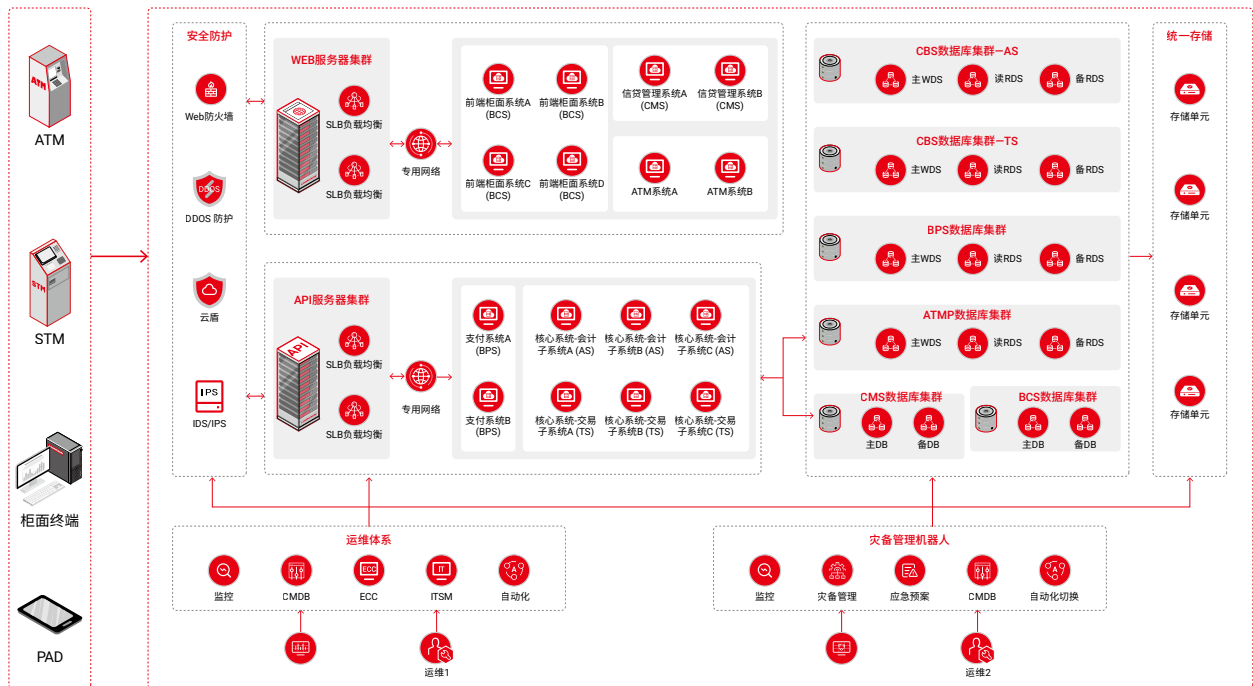 ATM
ATM
STM
STM
柜面终端
PAD
安全防护
Web防火墙
DDOS
DDOS 防护
云盾
IPS
IDS/IPS
WEB服务器集群
SLB负载均衡
SLB负载均衡
专用网络
前端柜面系统A
(BCS)
前端柜面系统B
(BCS)
前端柜面系统C
(BCS)
前端柜面系统D
(BCS)
信贷管理系统A
(CMS)
信贷管理系统B
(CMS)
ATM系统A
ATM系统B
API服务器集群
API
SLB负载均衡
SLB负载均衡
专用网络
支付系统A
(BPS)
支付系统B
(BPS)
核心系统-会计
子系统A (AS)
核心系统-会计
子系统B (AS)
核心系统-会计
子系统C (AS)
核心系统-交易
子系统A (TS)
核心系统-交易
子系统B (TS)
核心系统-交易
子系统C (TS)
CBS数据库集群—AS
主WDS
读RDS
备RDS
CBS数据库集群—TS
主WDS
读RDS
备RDS
BPS数据库集群
主WDS
读RDS
备RDS
ATMP数据库集群
主WDS
读RDS
备RDS
CMS数据库集群
主DB
备DB
BCS数据库集群
主DB
备DB
统一存储
存储单元
存储单元
存储单元
存储单元
运维体系
监控
CMDB
ECC
ECC
IT
ITSM
A
自动化
运维1
灾备管理机器人
监控
灾备管理
应急预案
CMDB
A
自动化切换
运维2